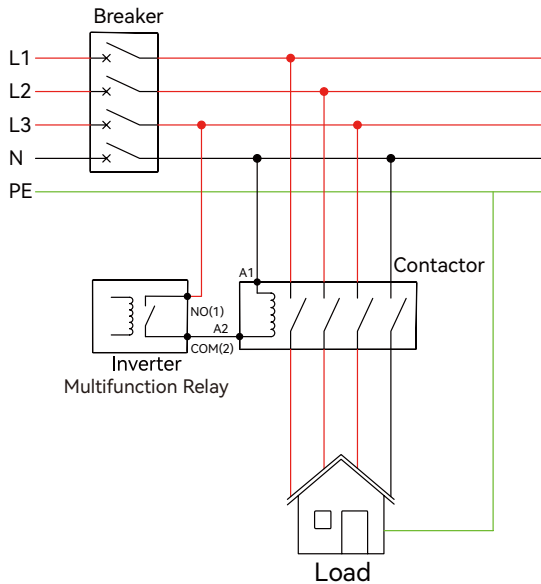 Breaker
L1
L2
L3
N
PE
A1
Contactor
NO(1)
A2
COM(2)
Inverter
Multifunction Relay
Load